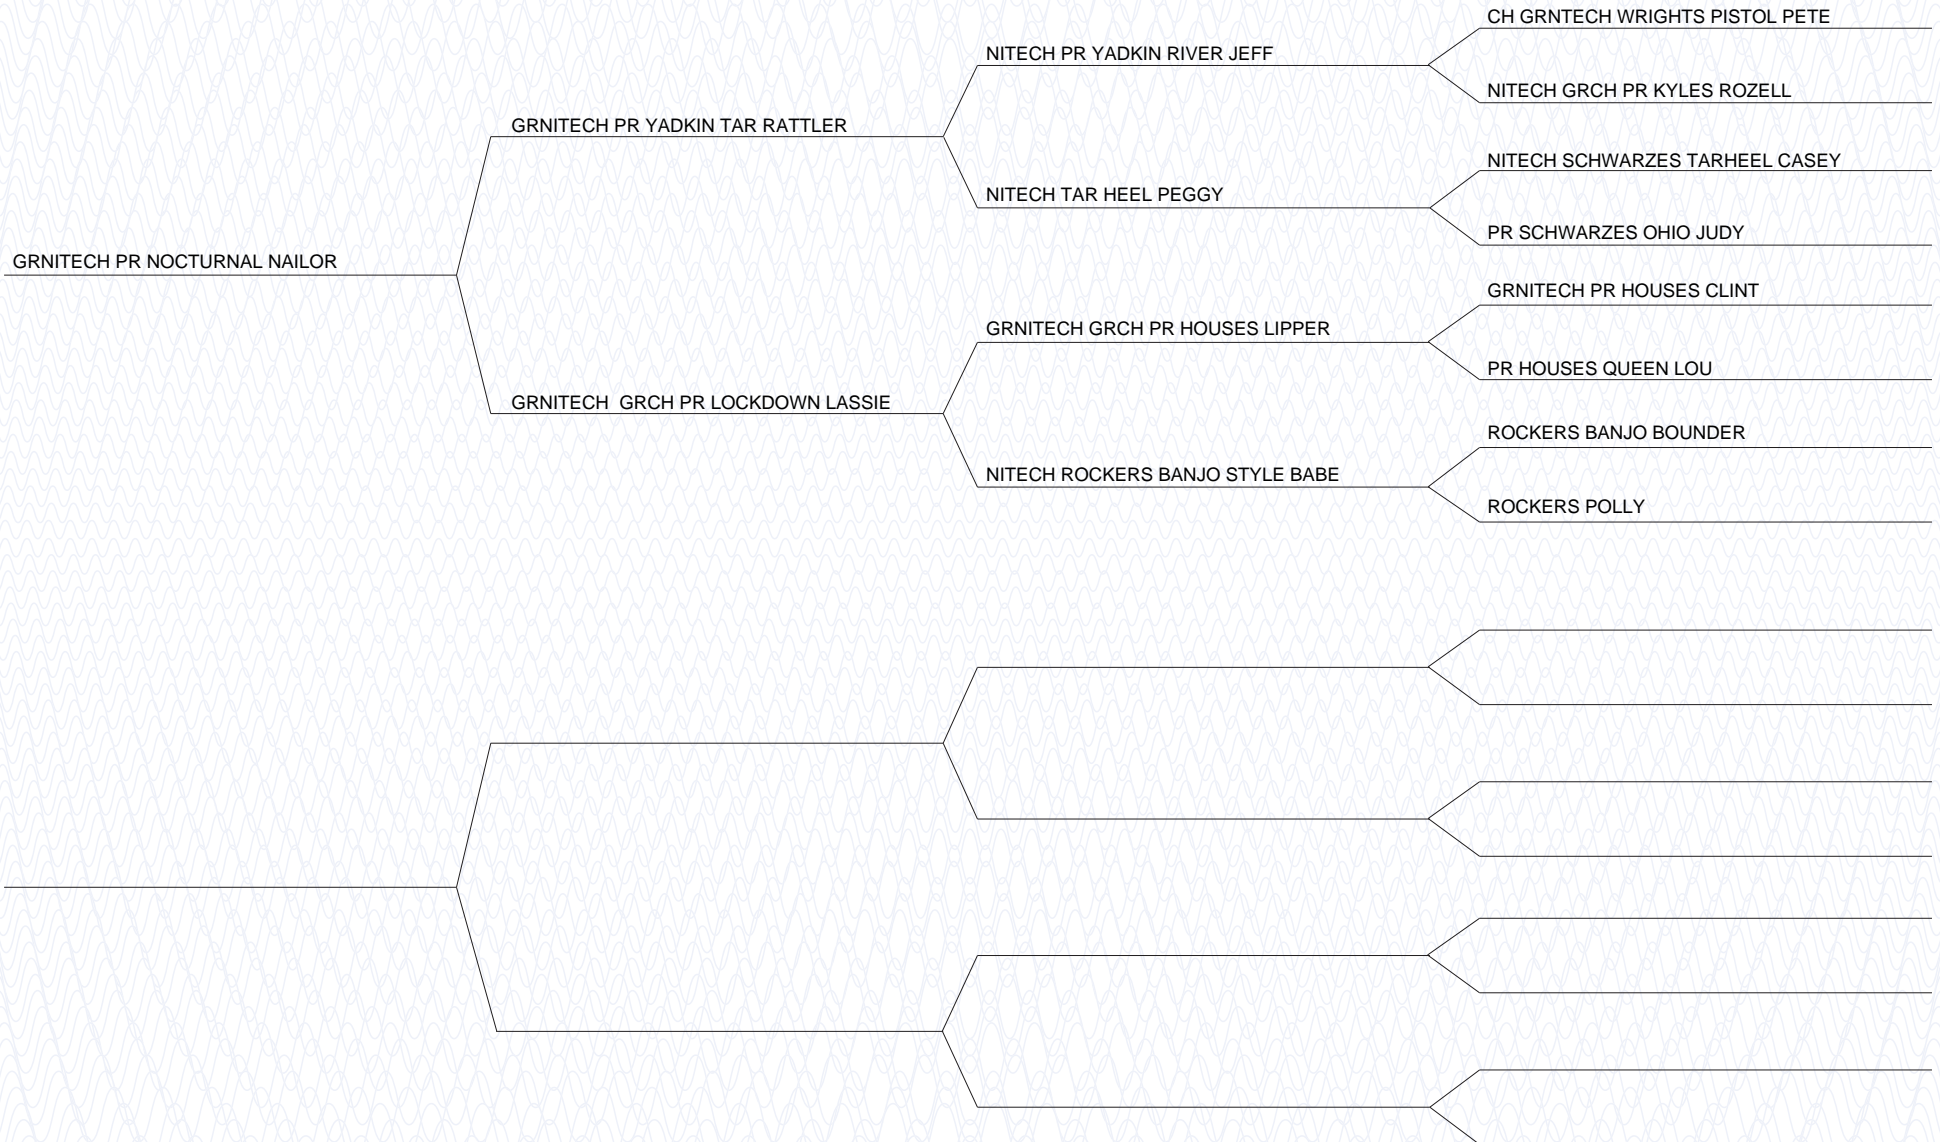 CH GRNTECH WRIGHTS PISTOL PETE
NITECH PR YADKIN RIVER JEFF
NITECH GRCH PR KYLES ROZELL
GRNITECH PR YADKIN TAR RATTLER
NITECH SCHWARZES TARHEEL CASEY
NITECH TAR HEEL PEGGY
PR SCHWARZES OHIO JUDY
GRNITECH PR NOCTURNAL NAILOR
GRNITECH PR HOUSES CLINT
GRNITECH GRCH PR HOUSES LIPPER
PR HOUSES QUEEN LOU
GRNITECH  GRCH PR LOCKDOWN LASSIE
ROCKERS BANJO BOUNDER
NITECH ROCKERS BANJO STYLE BABE
ROCKERS POLLY